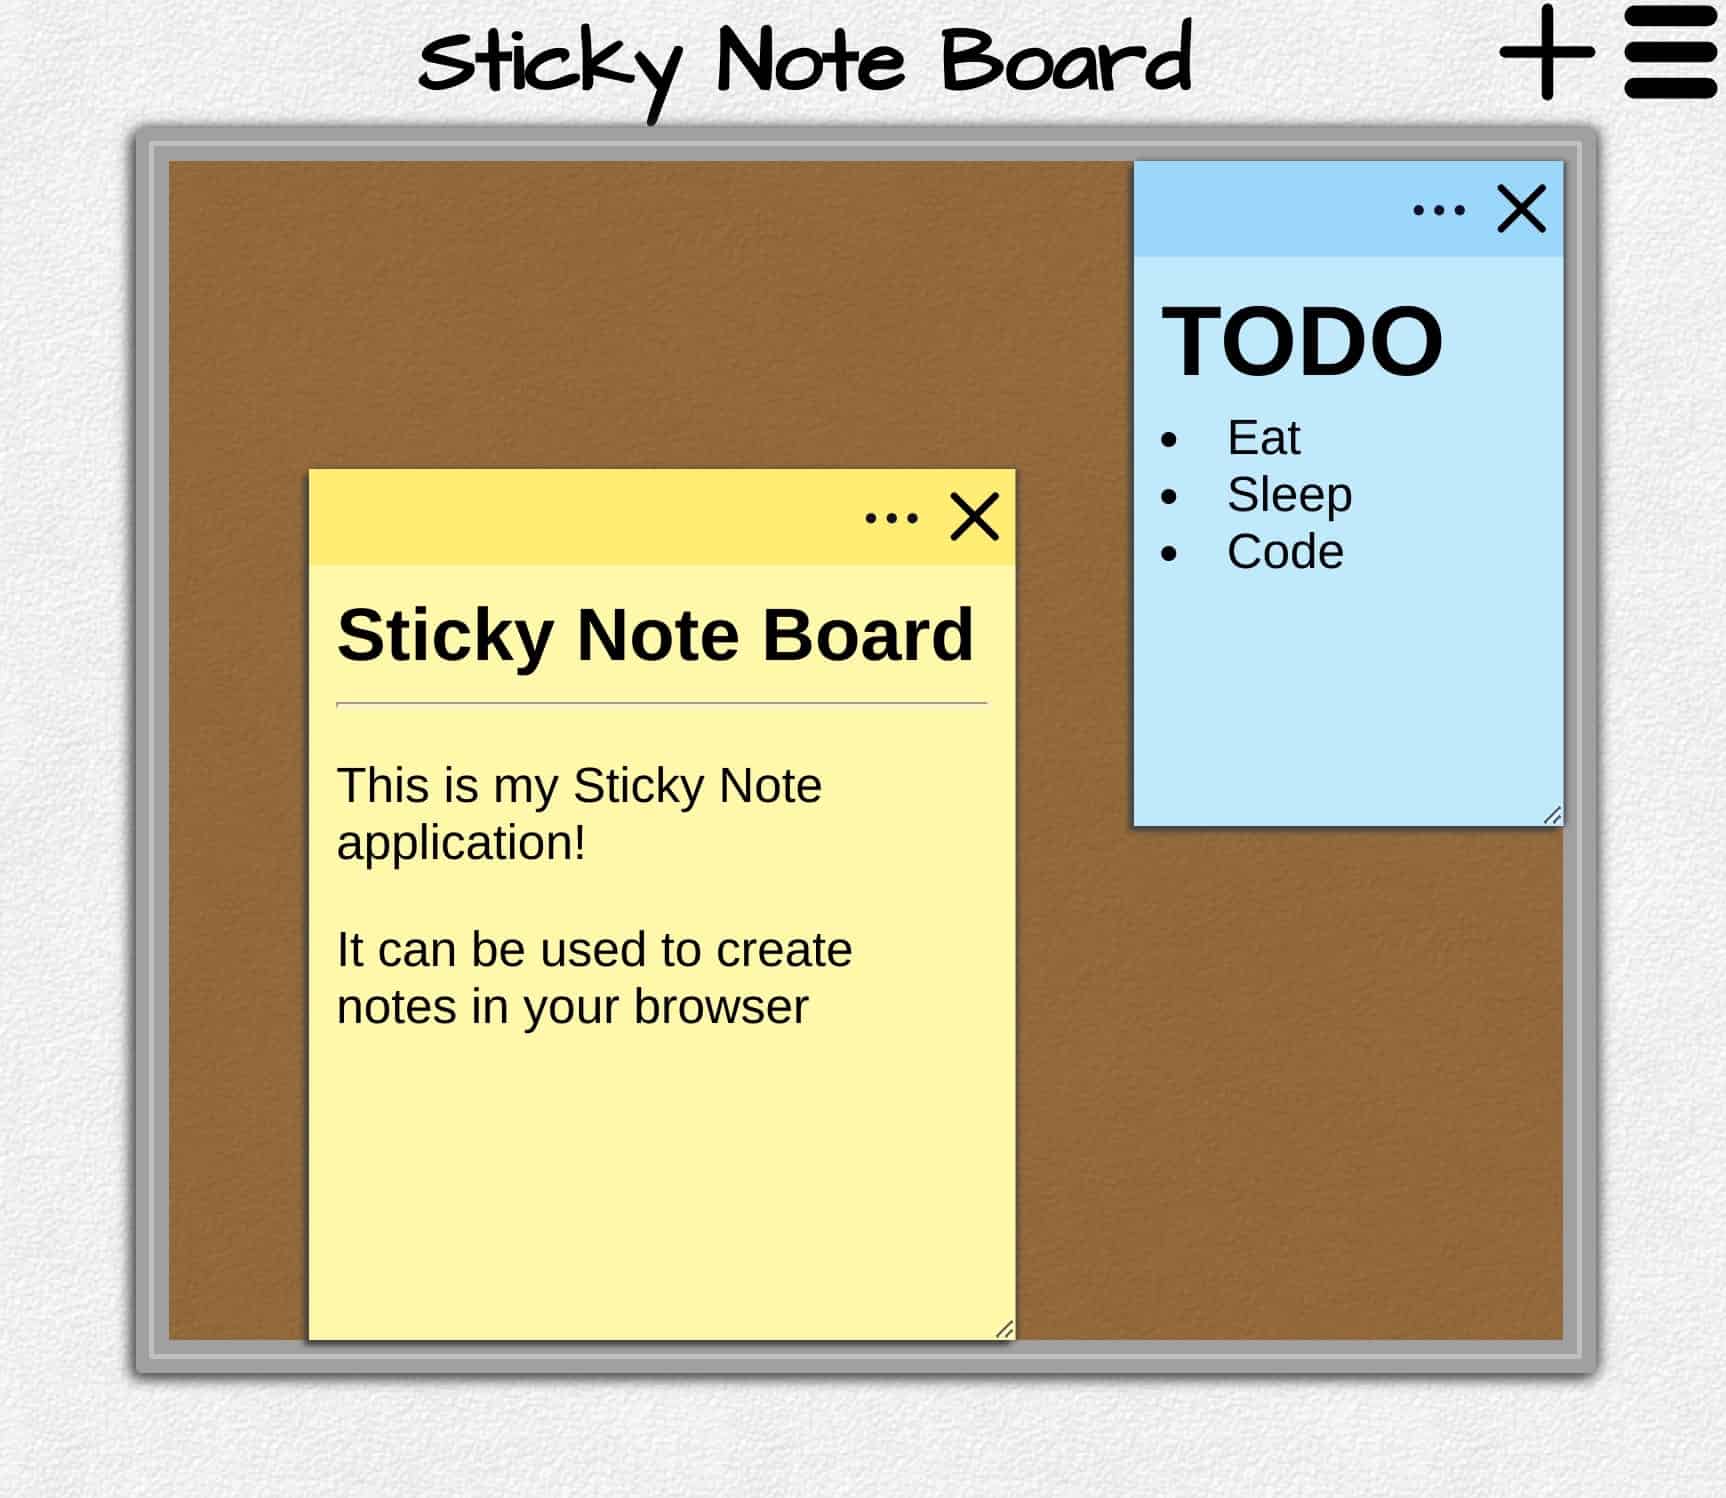 Sticky Note Board
TODO
• Eat
• Sleep
• Code
Sticky Note Board
This is my Sticky Note
application!
It can be used to create
notes in your browser